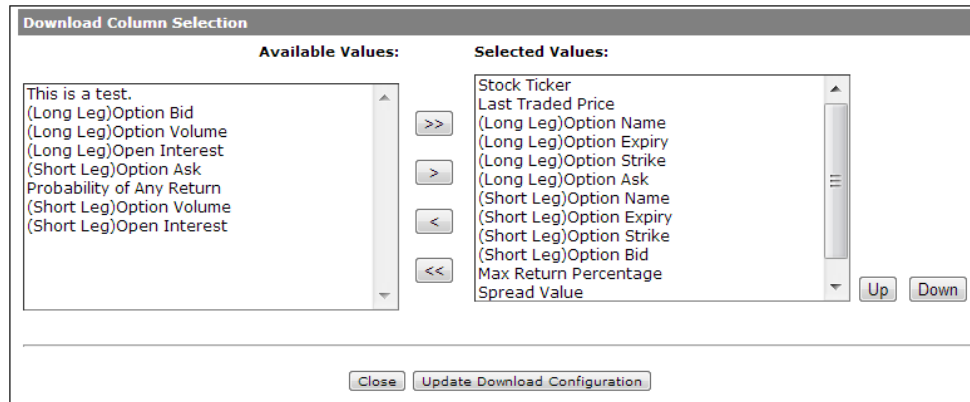 Download Column Selection
Available Values:
Selected Values:
This is a test.
(Long Leg)Option Bid
(Long Leg)Option Volume
(Long Leg)Open Interest
(Short Leg)Option Ask
Probability of Any Return
(Short Leg)Option Volume
(Short Leg)Open Interest
>>
>
<
<<
Stock Ticker
Last Traded Price
(Long Leg)Option Name
(Long Leg)Option Expiry
(Long Leg)Option Strike
(Long Leg)Option Ask
(Short Leg)Option Name
(Short Leg)Option Expiry
(Short Leg)Option Strike
(Short Leg)Option Bid
Max Return Percentage
Spread Value
Up Down
Close Update Download Configuration